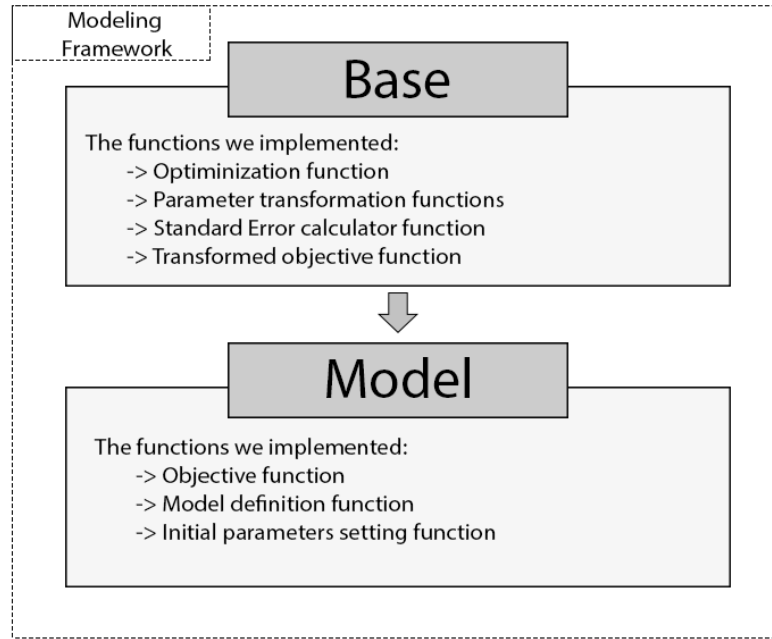 Modeling
Framework
Base
The functions we implemented:
-> Optiminization function
-> Parameter transformation functions
-> Standard Error calculator function
-> Transformed objective function
Model
The functions we implemented:
-> Objective function
-> Model definition function
-> Initial parameters setting function